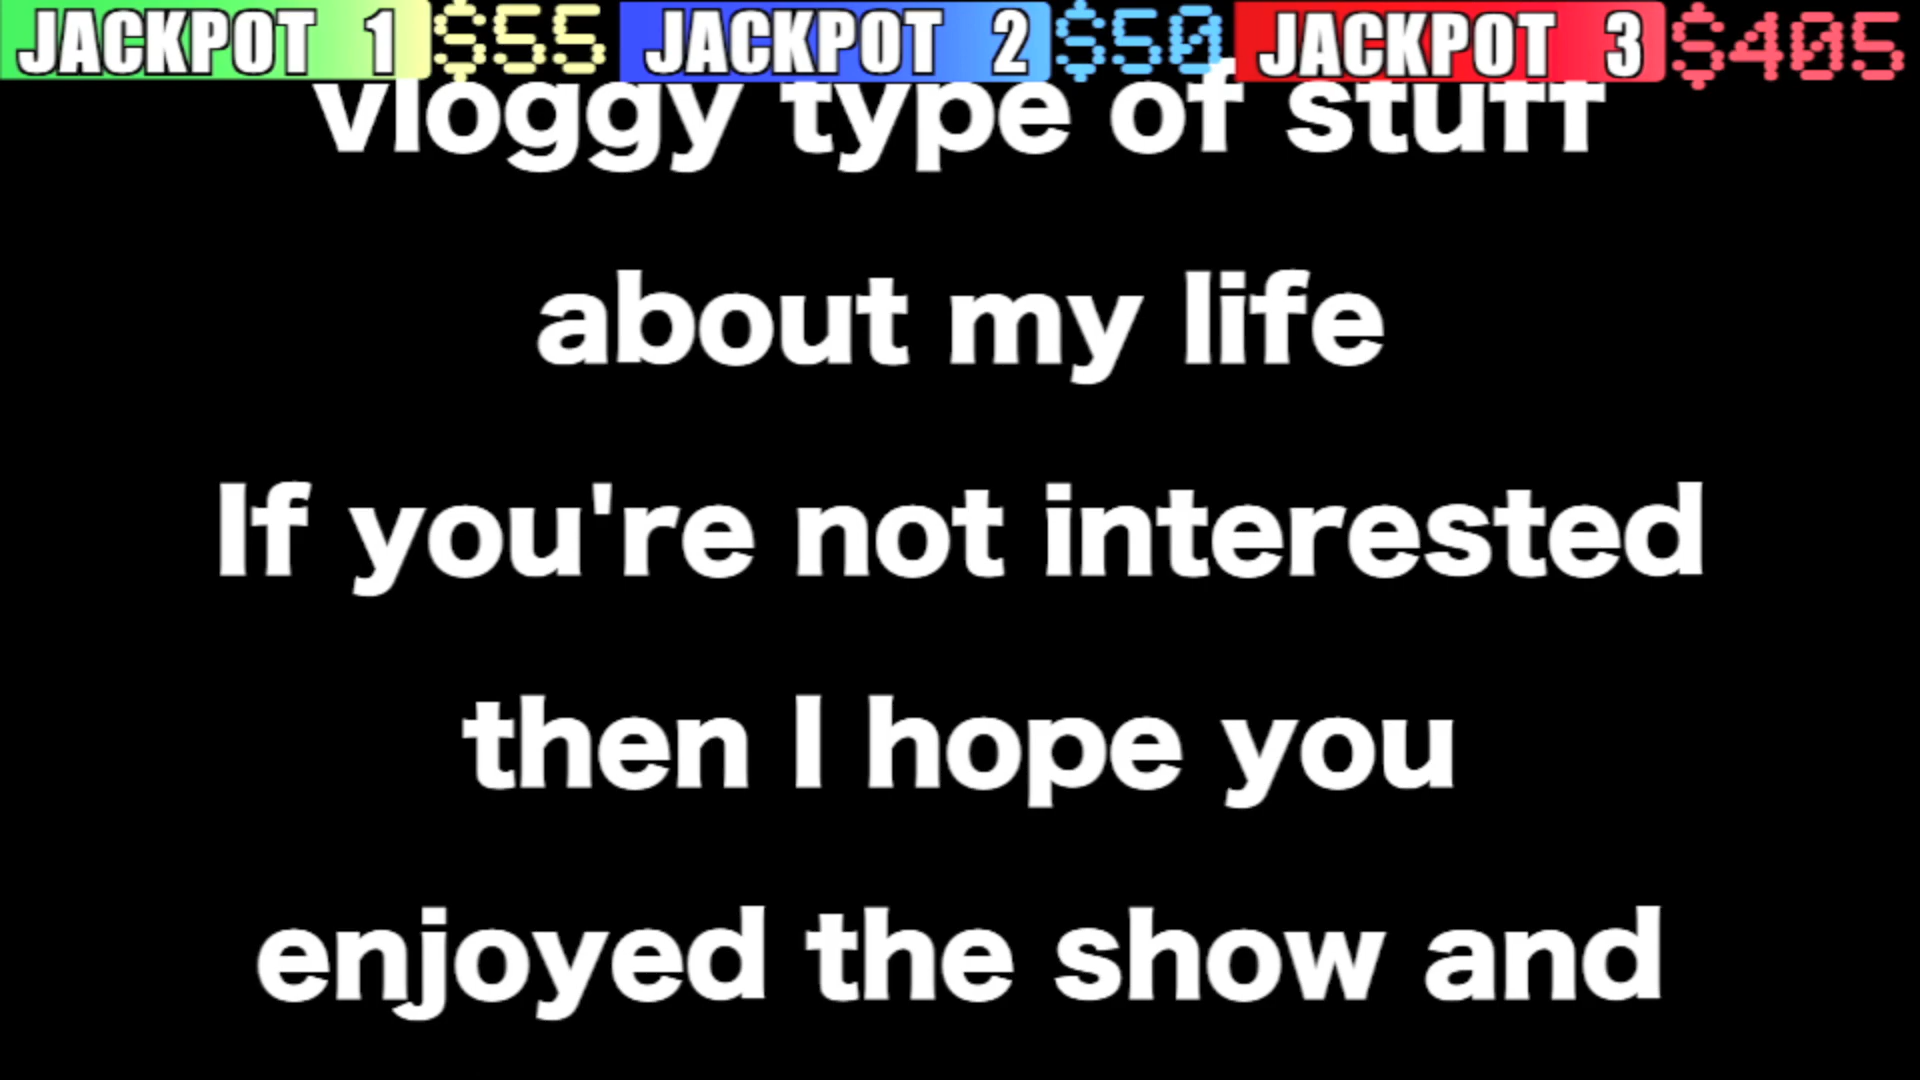 JACKPOT 1 $55 JACKPOT 2 $50 JACKPOT 3 $405
vloggy type of stuff
about my life
If you're not interested
then I hope you
enjoyed the show and